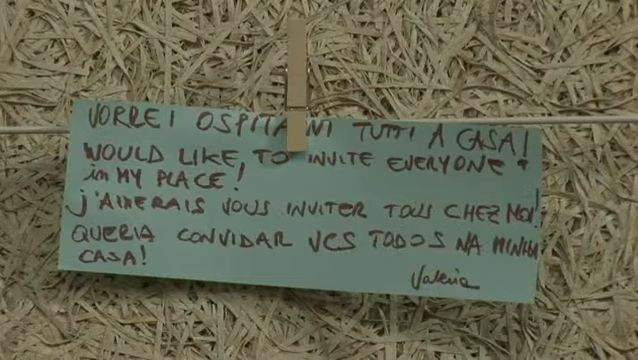 VORREI OSPITARVI TUTTI A CASA!
WOULD LIKE TO INVITE EVERYONE
in MY PLACE!
J'AIMERAIS VOUS INVITER TOUS CHEZ MOI!
QUERIA CONVIDAR VCS TODOS NA MINHA
CASA!
Valeria